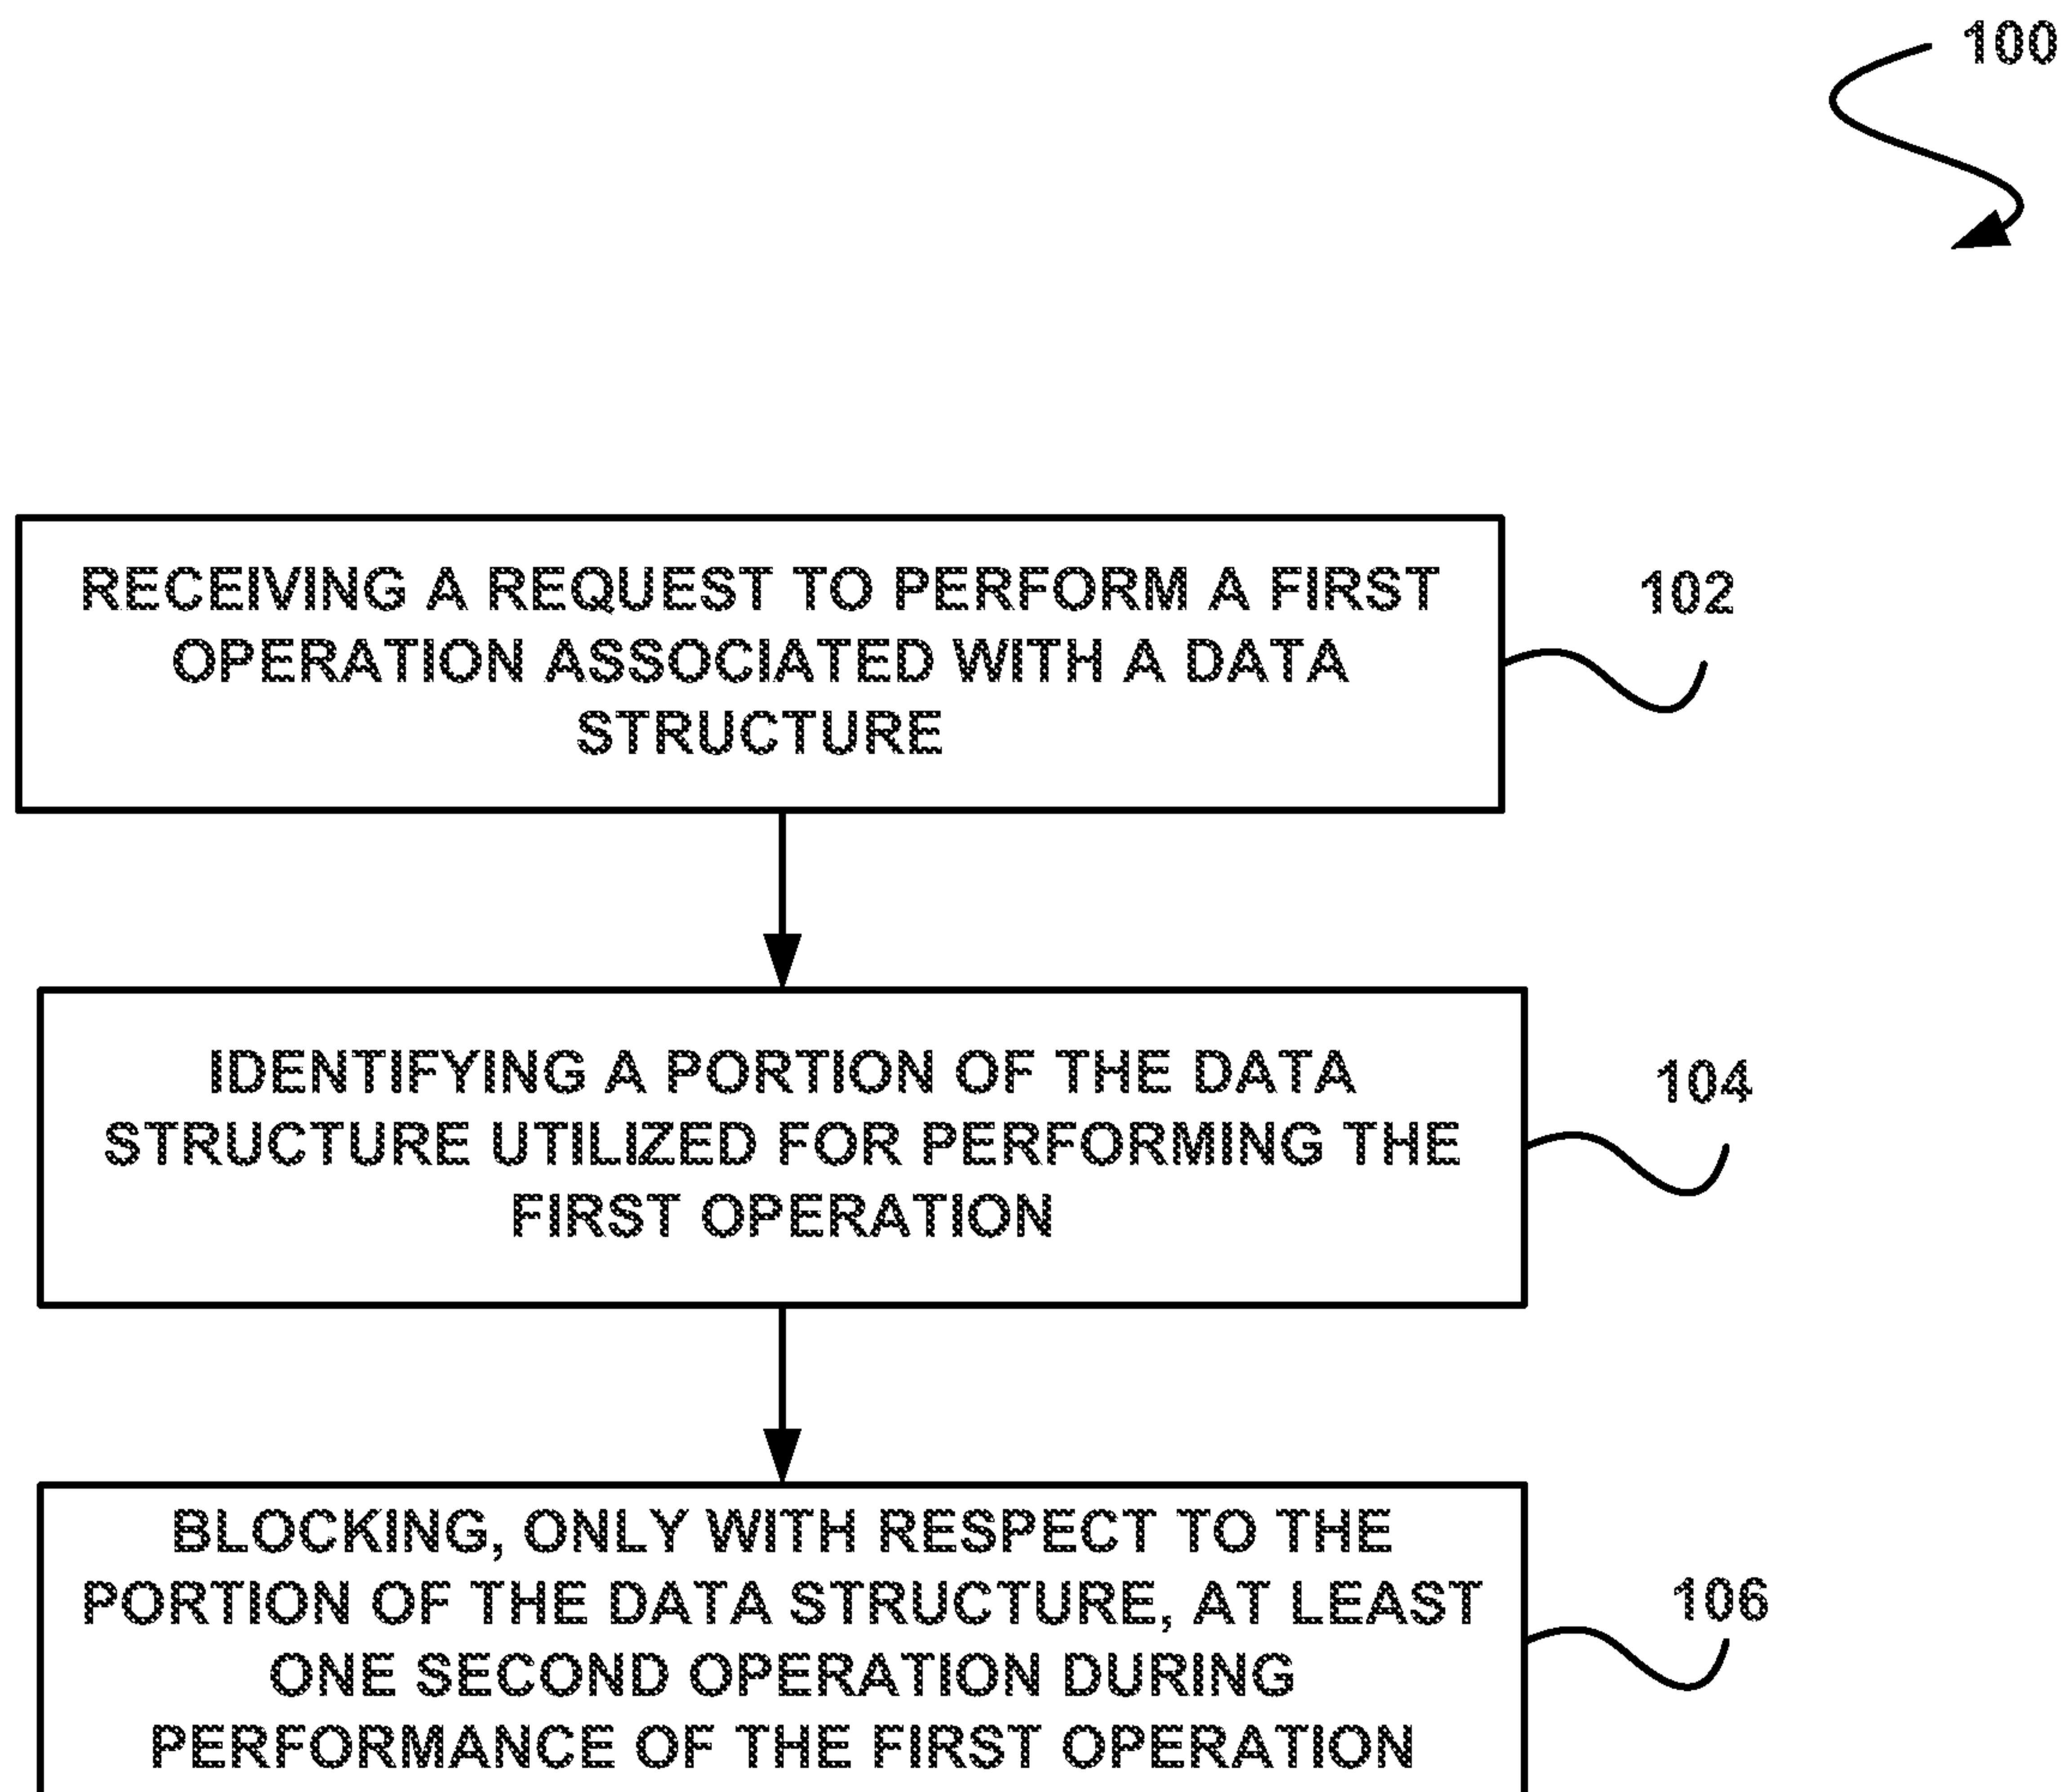 100
RECEIVING A REQUEST TO PERFORM A FIRST
OPERATION ASSOCIATED WITH A DATA
STRUCTURE
102
IDENTIFYING A PORTION OF THE DATA
STRUCTURE UTILIZED FOR PERFORMING THE
FIRST OPERATION
104
BLOCKING, ONLY WITH RESPECT TO THE
PORTION OF THE DATA STRUCTURE, AT LEAST
ONE SECOND OPERATION DURING
PERFORMANCE OF THE FIRST OPERATION
106